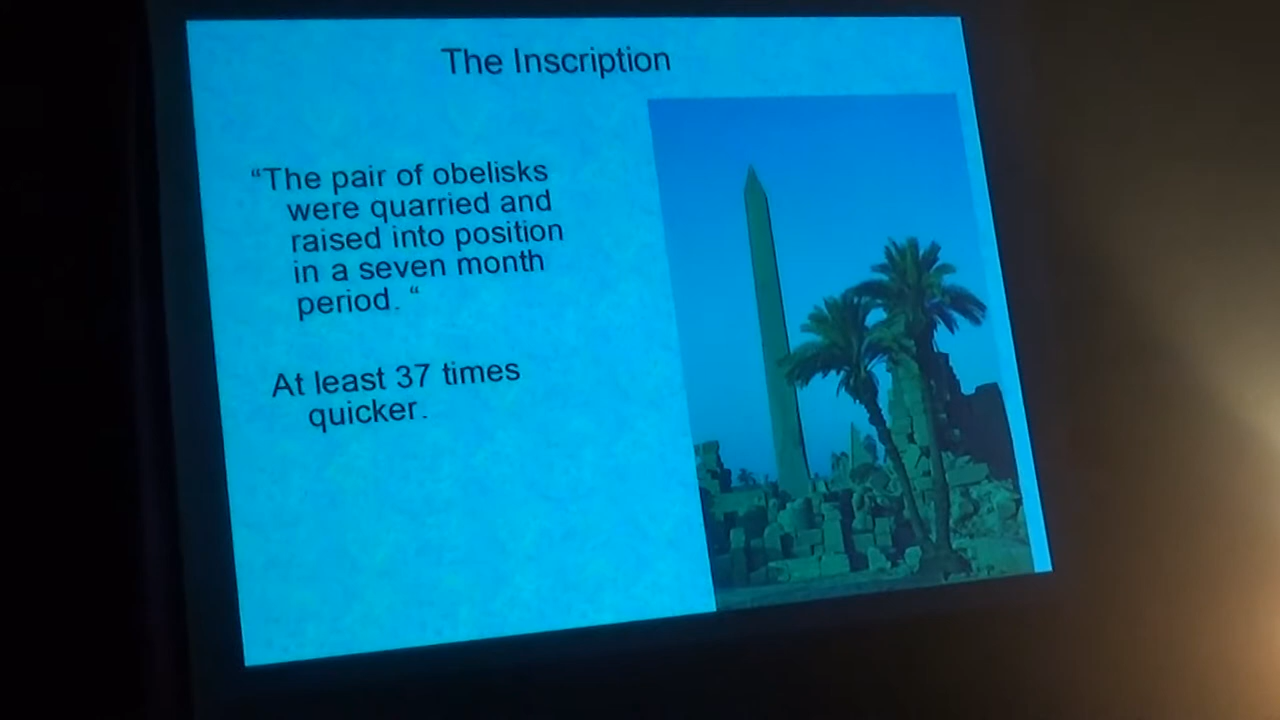 The Inscription
“The pair of obelisks
were quarried and
raised into position
in a seven month
period. “
At least 37 times
quicker.